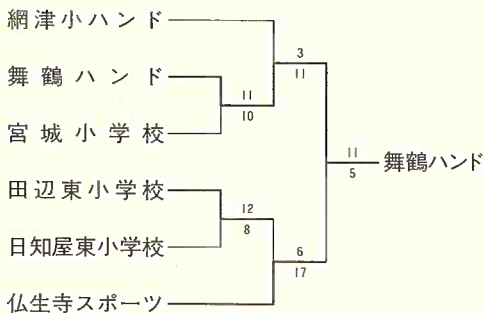 網津小ハンド
3
11
舞鶴ハンド
11
10
宮城小学校
11
5
舞鶴ハンド
田辺東小学校
12
8
日知屋東小学校
6
17
仏生寺スポーツ